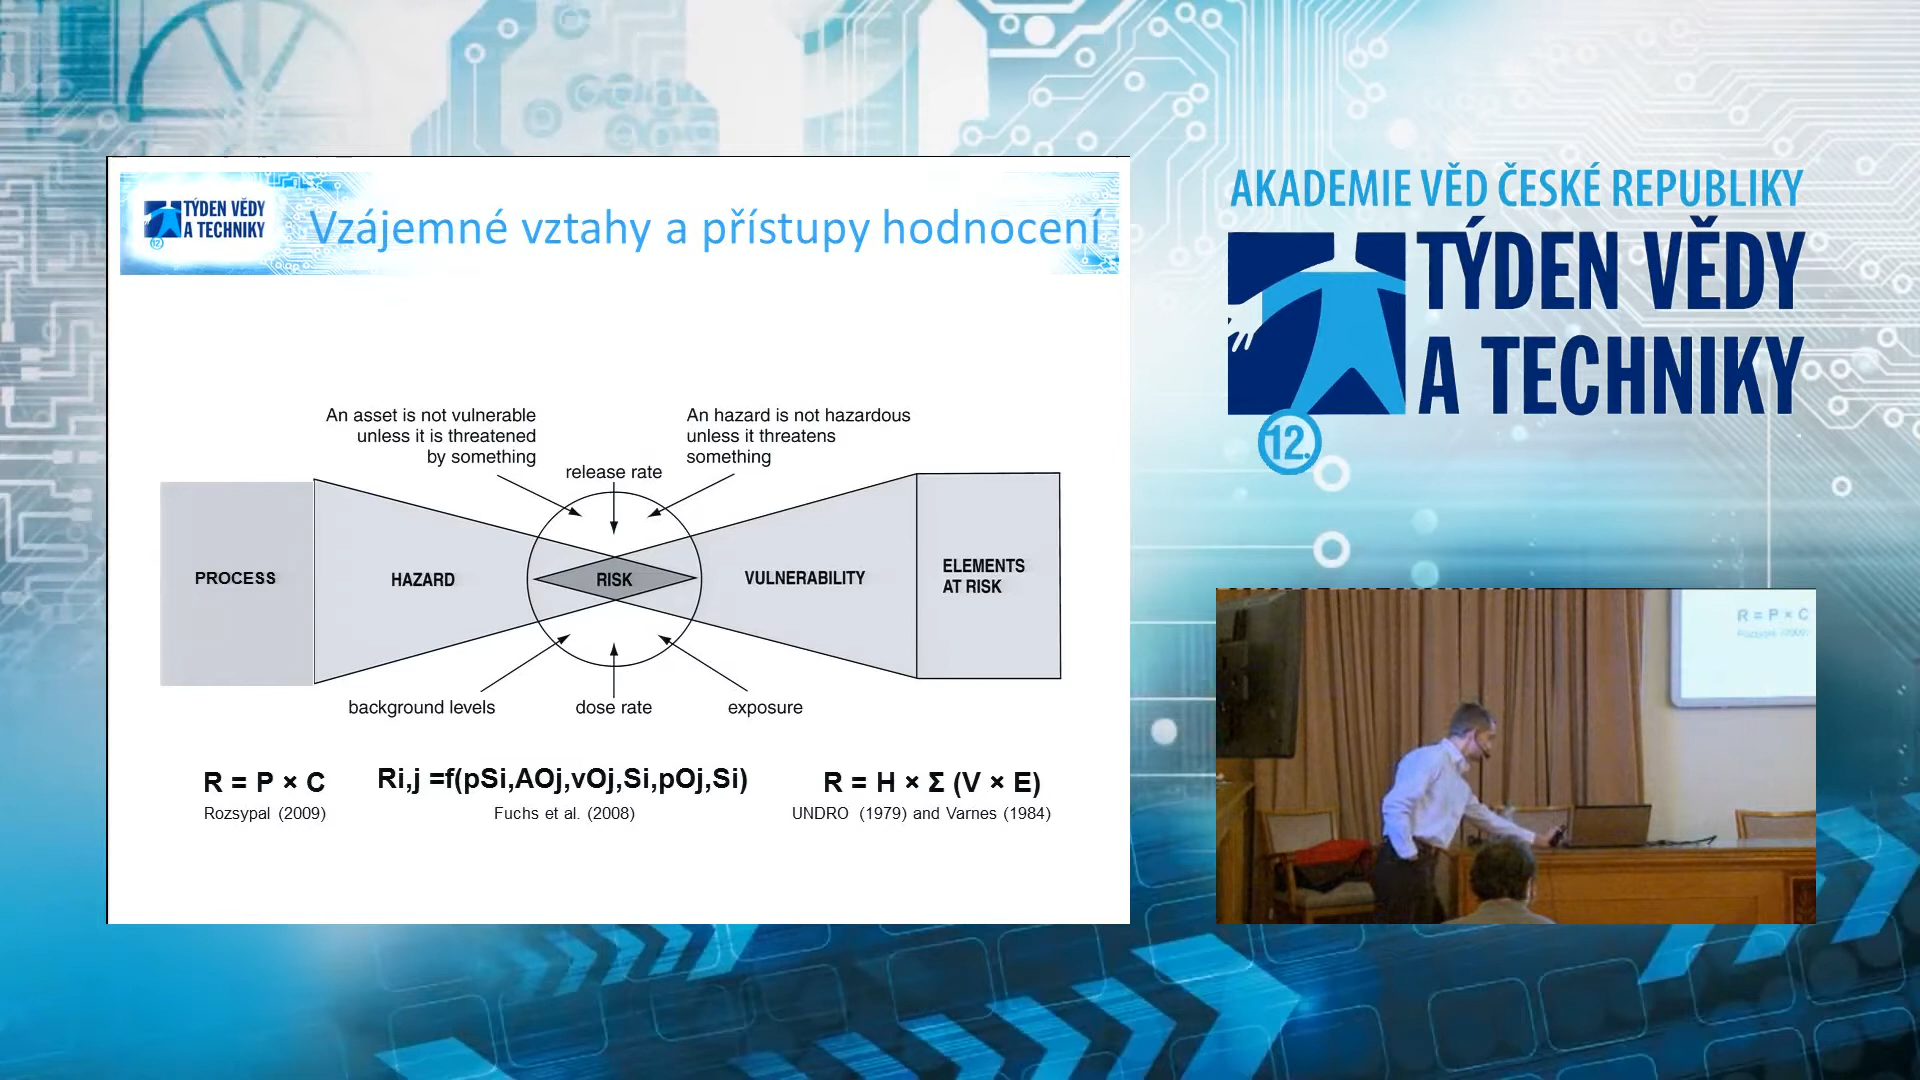 TÝDEN VĚDY
A TECHNIKY
12.
Vzájemné vztahy a přístupy hodnocení
An asset is not vulnerable
unless it is threatened
by something
release rate
An hazard is not hazardous
unless it threatens
something
PROCESS
HAZARD
RISK
VULNERABILITY
ELEMENTS
AT RISK
background levels
dose rate
exposure
R = P × C
Rozsypal (2009)
Ri,j =f(pSi,AOj,vOj,Si,pOj,Si)
Fuchs et al. (2008)
R = H × Σ (V × E)
UNDRO (1979) and Varnes (1984)
AKADEMIE VĚD ČESKÉ REPUBLIKY
TÝDEN VĚDY
A TECHNIKY
12.
R = P × C
Rozsypal (2009)